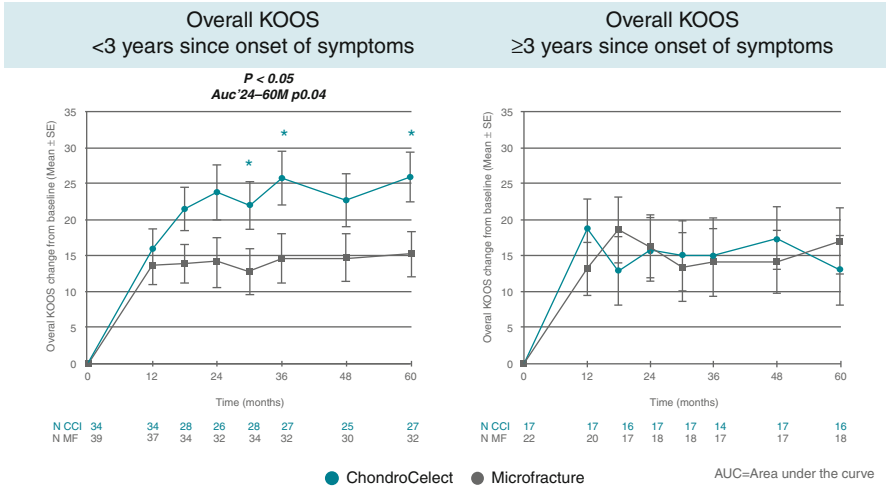 Overall KOOS
<3 years since onset of symptoms
Overall KOOS
≥3 years since onset of symptoms
P < 0.05
Auc'24–60M p0.04
Overal KOOS change from baseline (Mean ± SE)
35
30
25
20
15
10
5
0
* * *
0 12 24 36 48 60
Time (months)
N CCI 34 34 28 26 28 27 25 27
N MF 39 37 34 32 34 32 30 32
Overal KOOS change from baseline (Mean ± SE)
35
30
25
20
15
10
5
0
0 12 24 36 48 60
Time (months)
N CCI 17 17 16 17 17 14 17 16
N MF 22 20 17 18 18 17 17 18
ChondroCelect Microfracture
AUC=Area under the curve